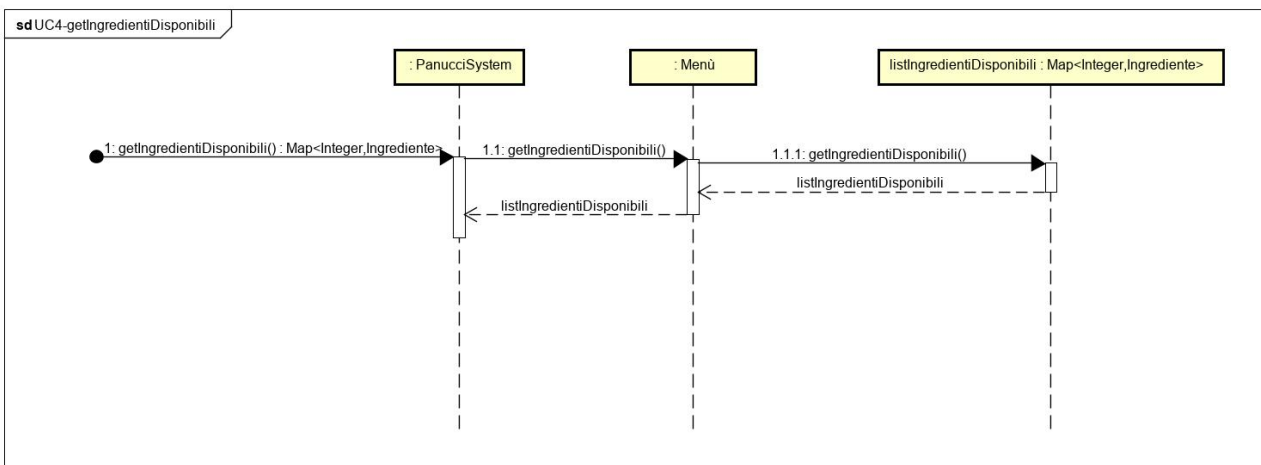 sd UC4-getIngredientiDisponibili
: PanucciSystem
: Menù
listIngredientiDisponibili : Map<Integer,Ingrediente>
1: getIngredientiDisponibili() : Map<Integer,Ingrediente>
1.1: getIngredientiDisponibili()
1.1.1: getIngredientiDisponibili()
listIngredientiDisponibili
listIngredientiDisponibili